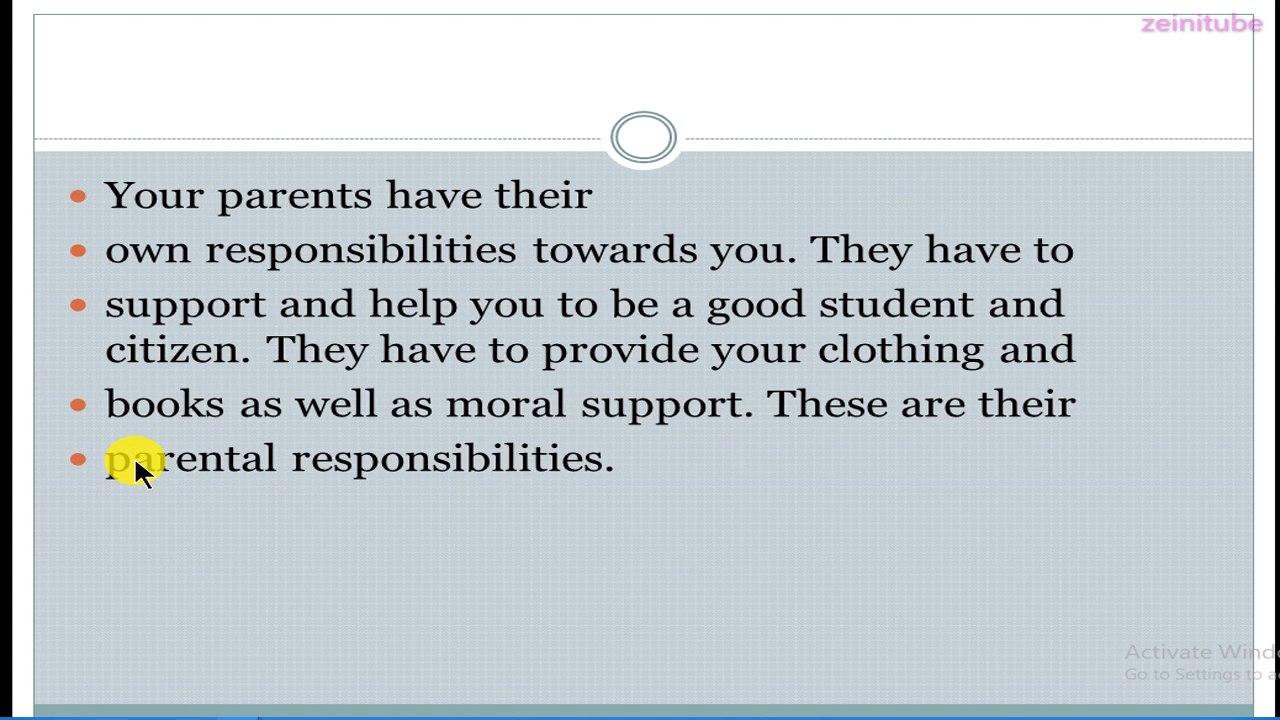 zeinitube
• Your parents have their
• own responsibilities towards you. They have to
• support and help you to be a good student and
citizen. They have to provide your clothing and
• books as well as moral support. These are their
• parental responsibilities.
Activate
Go to Settings to